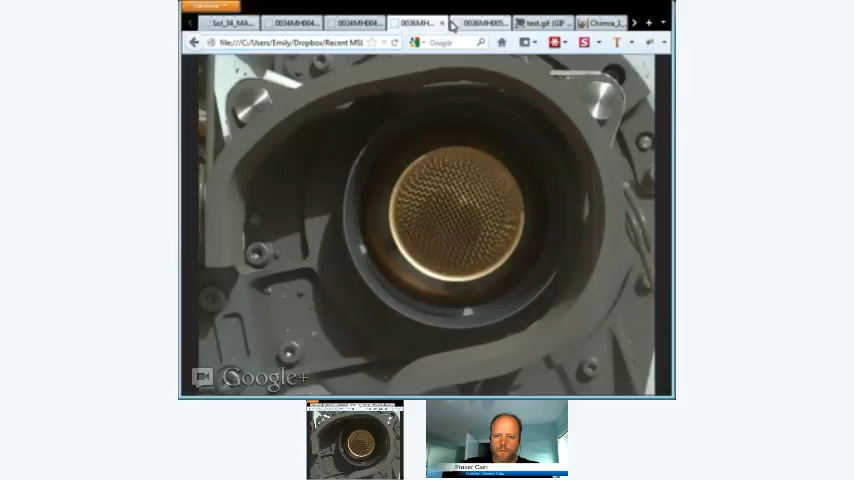 Sol_34_MA...
0034MH004...
0034MH004...
0036MH...
0036MH005...
test.gif (GIF ...
Chimra_1
file:///C:/Users/Emily/Dropbox/Recent MSL
Google
Google+
Fraser Cain